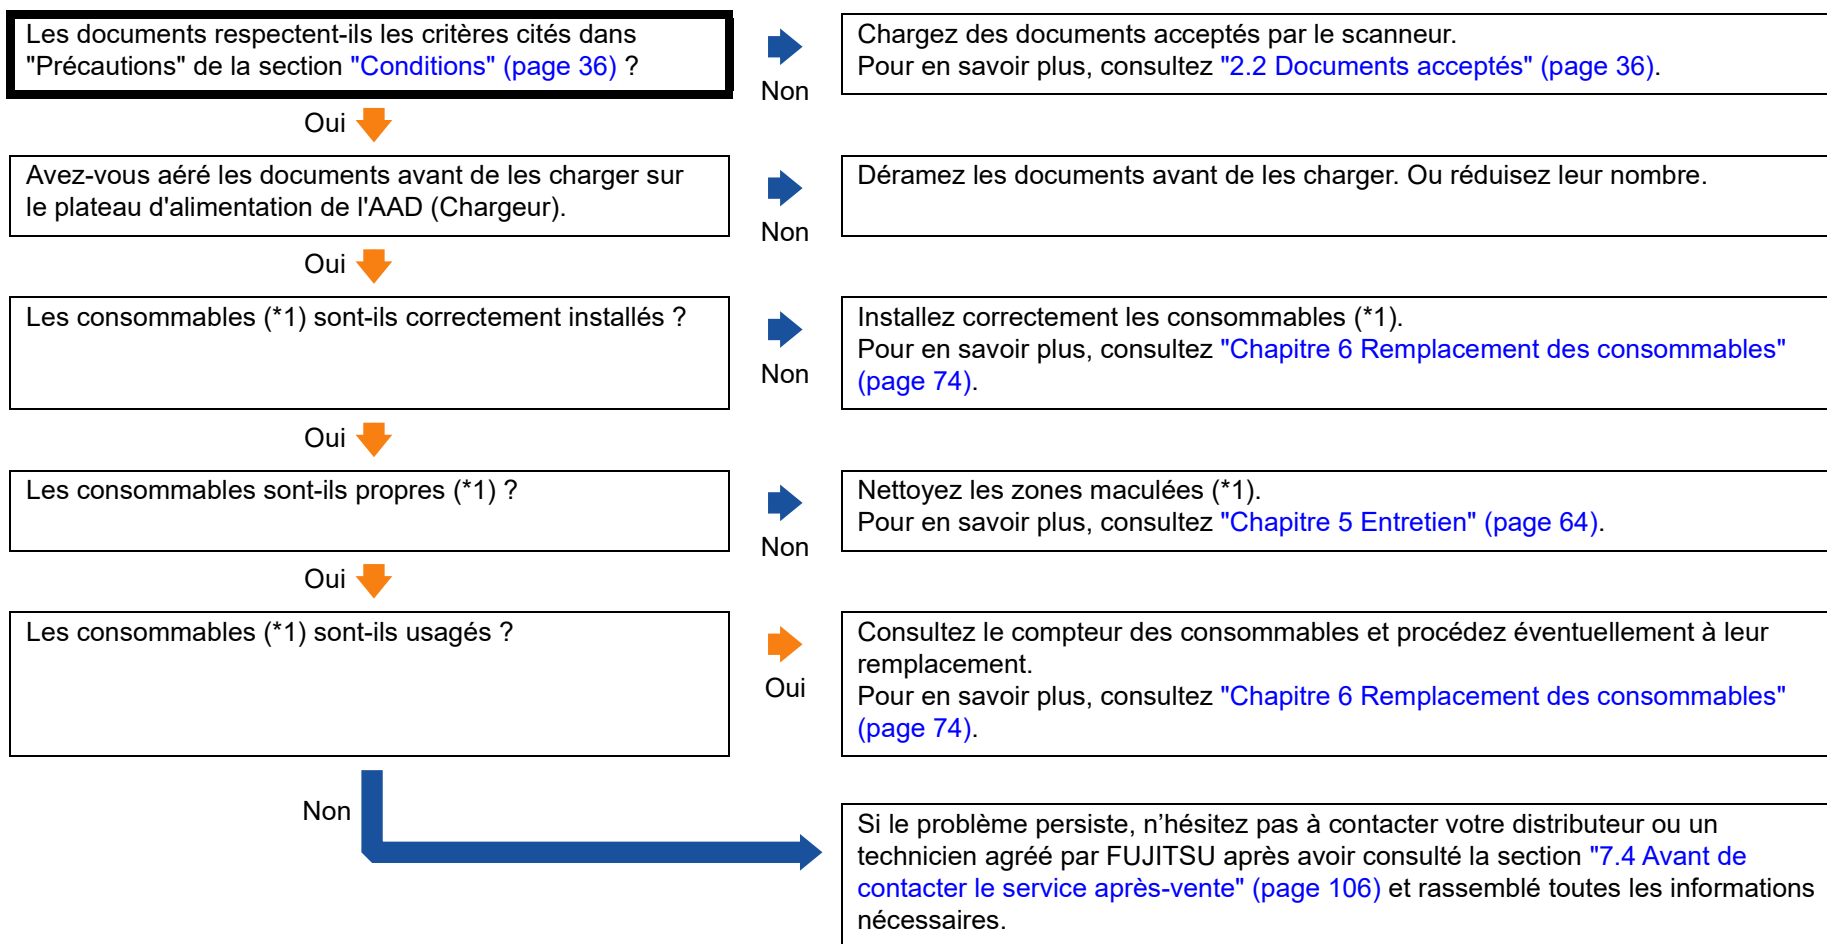 Les documents respectent-ils les critères cités dans
"Précautions" de la section "Conditions" (page 36) ?
Non
Chargez des documents acceptés par le scanneur.
Pour en savoir plus, consultez "2.2 Documents acceptés" (page 36).
Oui
Avez-vous aéré les documents avant de les charger sur
le plateau d'alimentation de l'AAD (Chargeur).
Non
Déramez les documents avant de les charger. Ou réduisez leur nombre.
Oui
Les consommables (*1) sont-ils correctement installés ?
Non
Installez correctement les consommables (*1).
Pour en savoir plus, consultez "Chapitre 6 Remplacement des consommables"
(page 74).
Oui
Les consommables sont-ils propres (*1) ?
Non
Nettoyez les zones maculées (*1).
Pour en savoir plus, consultez "Chapitre 5 Entretien" (page 64).
Oui
Les consommables (*1) sont-ils usagés ?
Oui
Consultez le compteur des consommables et procédez éventuellement à leur
remplacement.
Pour en savoir plus, consultez "Chapitre 6 Remplacement des consommables"
(page 74).
Non
Si le problème persiste, n’hésitez pas à contacter votre distributeur ou un
technicien agréé par FUJITSU après avoir consulté la section "7.4 Avant de
contacter le service après-vente" (page 106) et rassemblé toutes les informations
nécessaires.